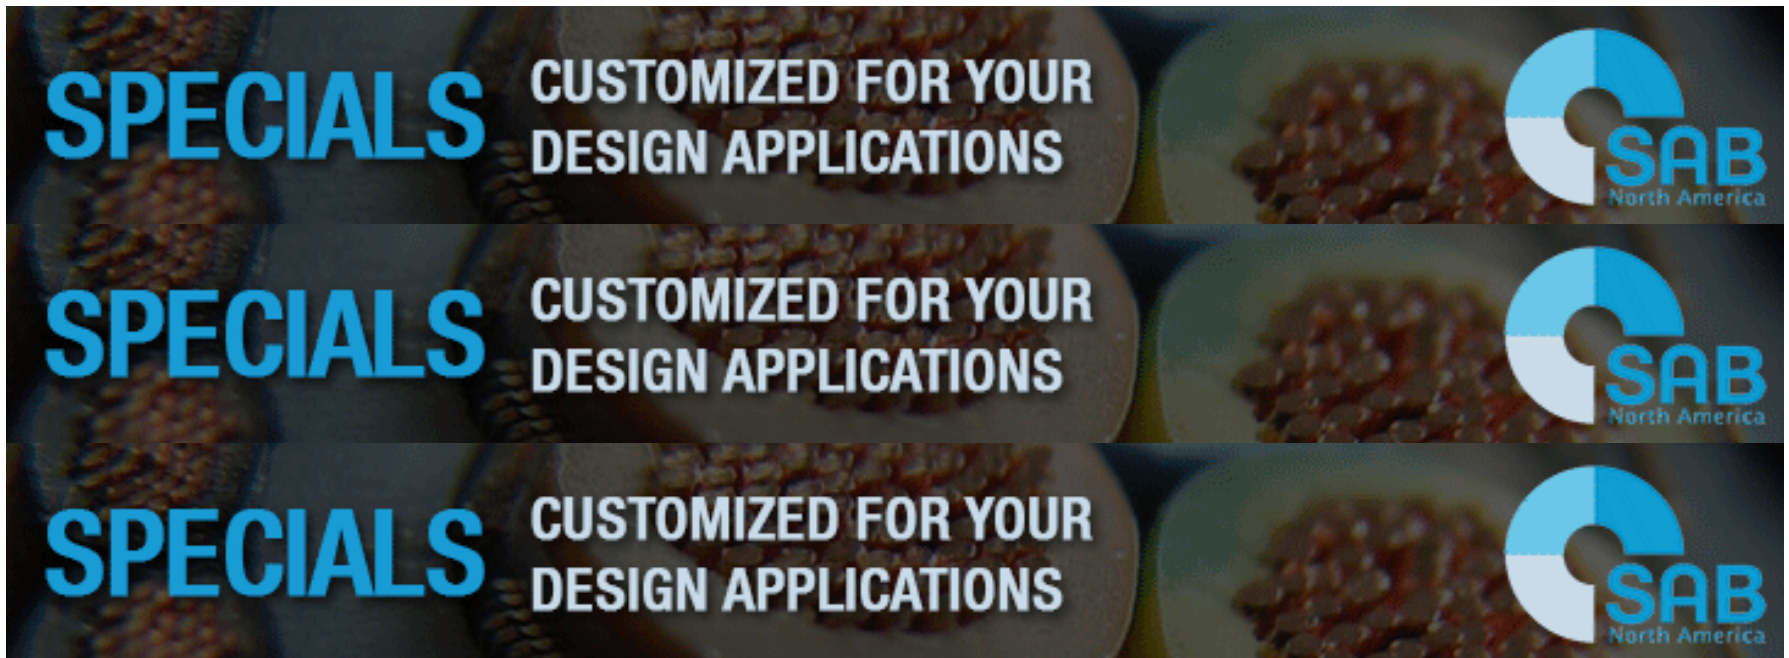 SPECIALS
CUSTOMIZED FOR YOUR
DESIGN APPLICATIONS
SAB
North America
SPECIALS
CUSTOMIZED FOR YOUR
DESIGN APPLICATIONS
SAB
North America
SPECIALS
CUSTOMIZED FOR YOUR
DESIGN APPLICATIONS
SAB
North America